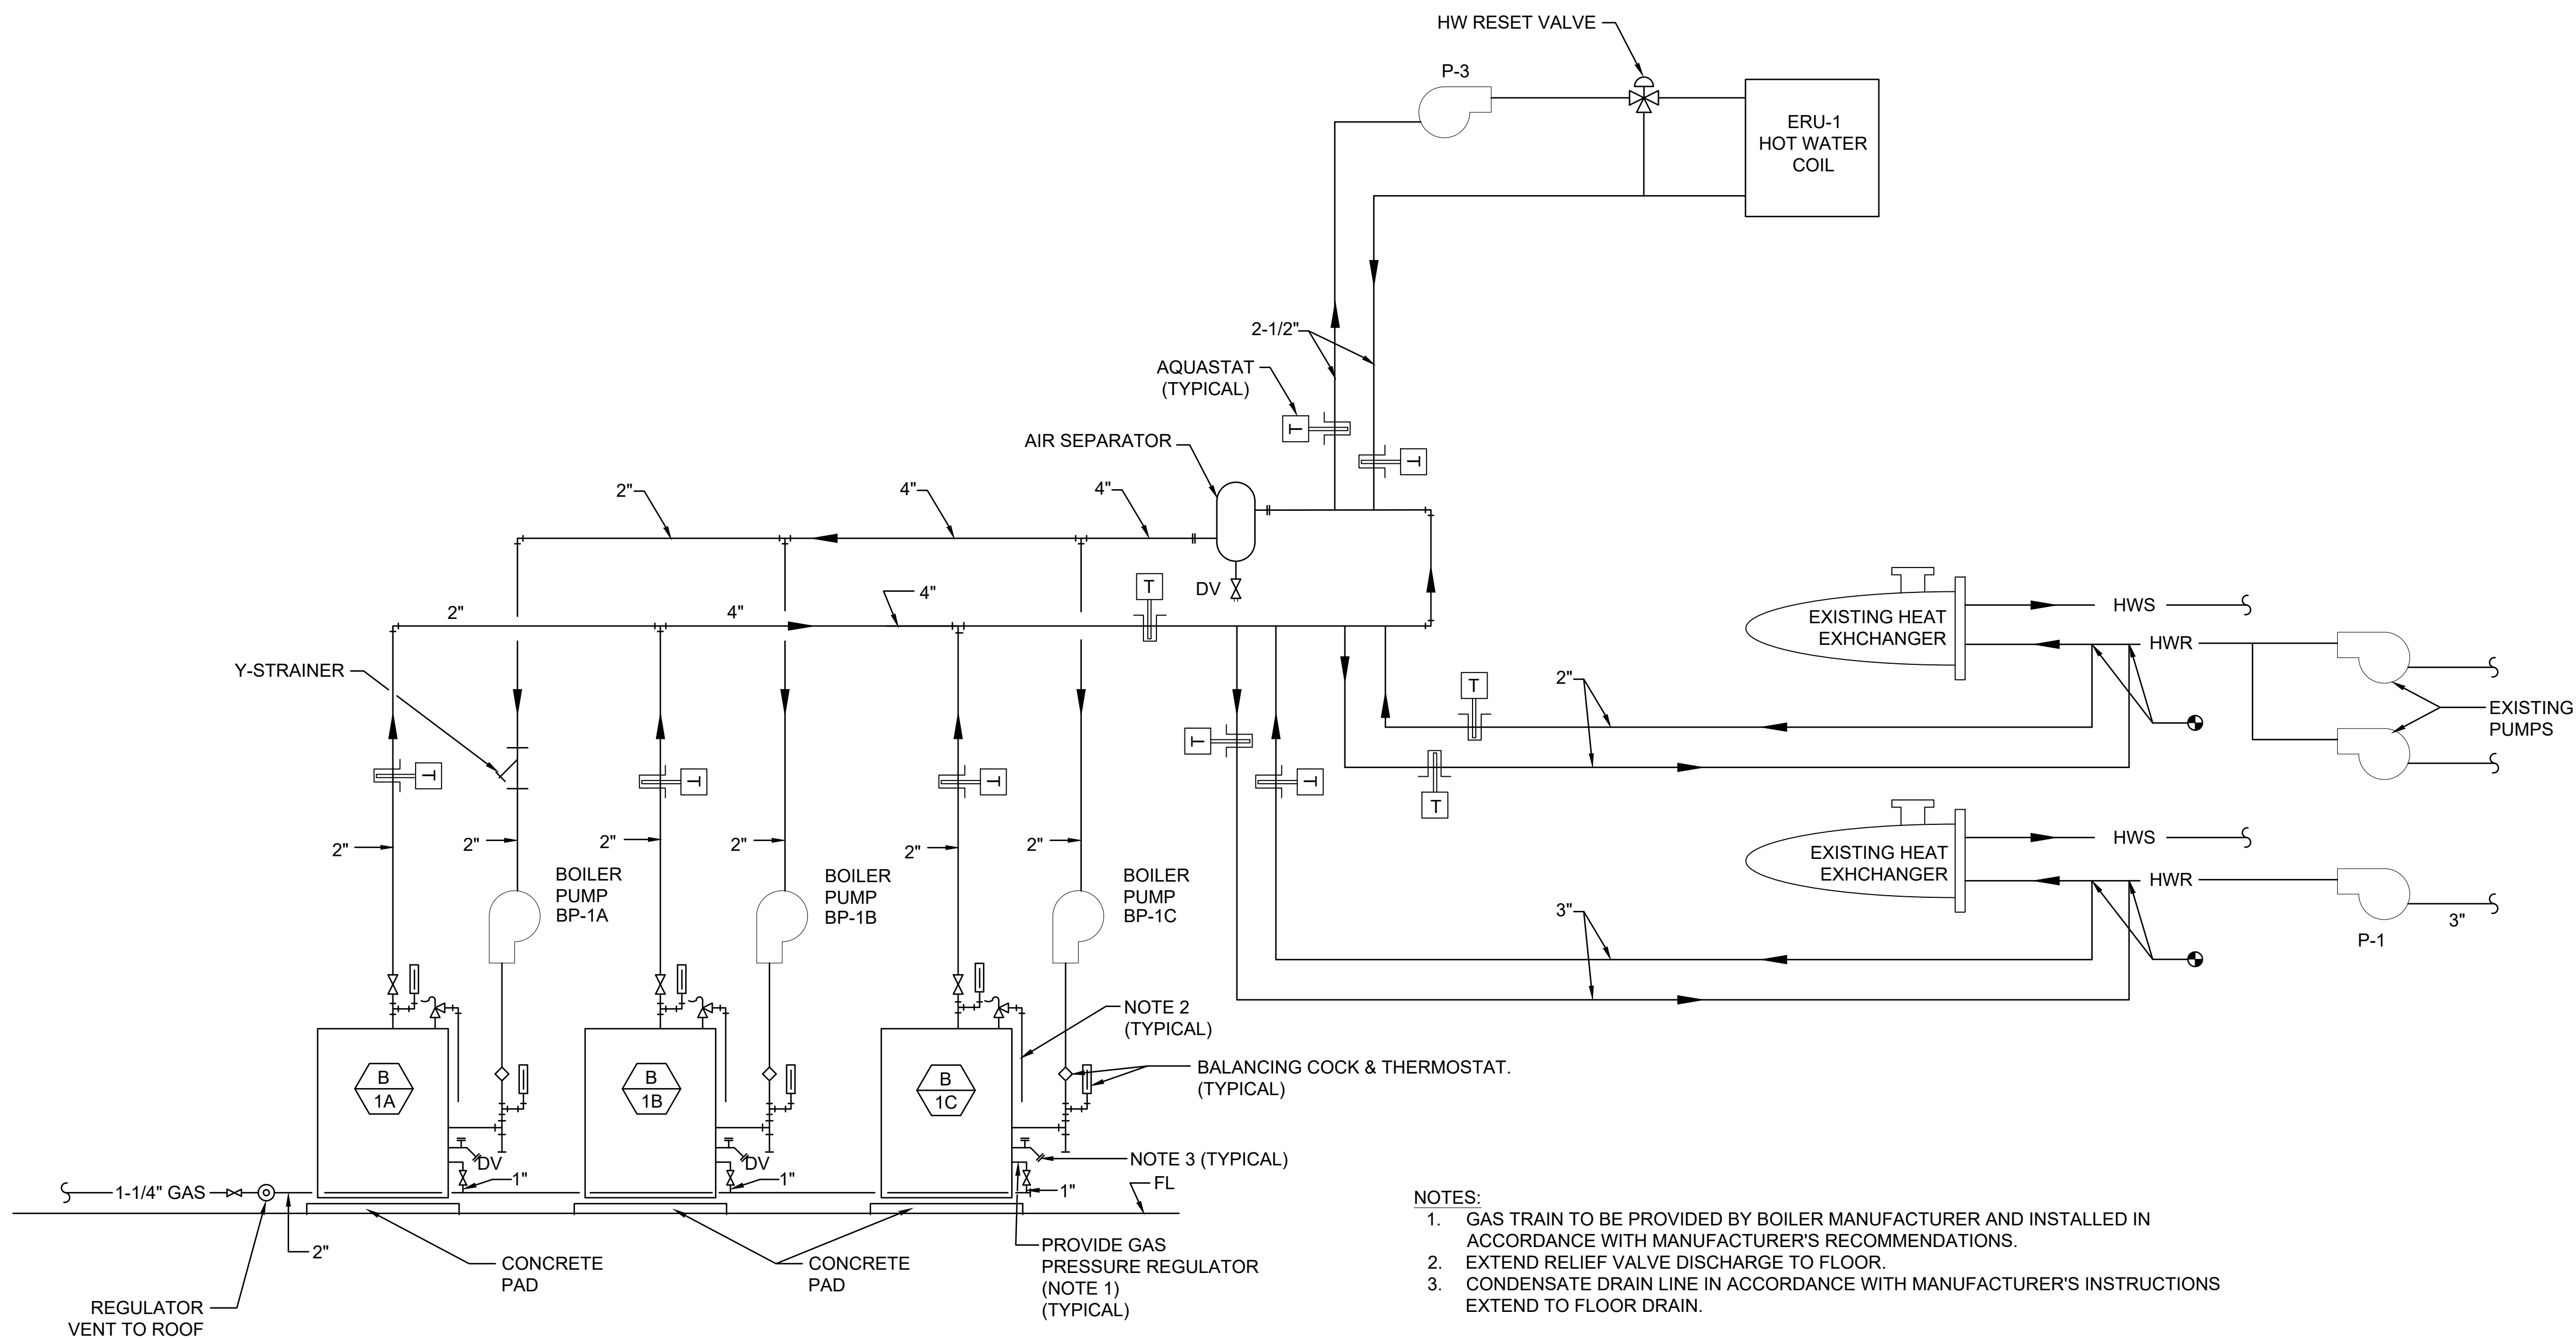 HW RESET VALVE
P-3
ERU-1
HOT WATER
COIL
2-1/2"
AQUASTAT
(TYPICAL)
T
T
AIR SEPARATOR
2"
4"
4"
DV
T
2"
4"
4"
Y-STRAINER
EXISTING HEAT
EXHCHANGER
HWS
HWR
EXISTING
PUMPS
T
2"
T
T
T
T
T
T
2"
2"
2"
2"
2"
2"
BOILER
PUMP
BP-1A
BOILER
PUMP
BP-1B
BOILER
PUMP
BP-1C
EXISTING HEAT
EXHCHANGER
HWS
HWR
P-1
3"
3"
NOTE 2
(TYPICAL)
BALANCING COCK & THERMOSTAT.
(TYPICAL)
B
1A
B
1B
B
1C
DV
DV
NOTE 3 (TYPICAL)
1-1/4" GAS
1"
1"
1"
FL
2"
CONCRETE
PAD
CONCRETE
PAD
PROVIDE GAS
PRESSURE REGULATOR
(NOTE 1)
(TYPICAL)
REGULATOR
VENT TO ROOF
NOTES:
1. GAS TRAIN TO BE PROVIDED BY BOILER MANUFACTURER AND INSTALLED IN
ACCORDANCE WITH MANUFACTURER'S RECOMMENDATIONS.
2. EXTEND RELIEF VALVE DISCHARGE TO FLOOR.
3. CONDENSATE DRAIN LINE IN ACCORDANCE WITH MANUFACTURER'S INSTRUCTIONS
EXTEND TO FLOOR DRAIN.